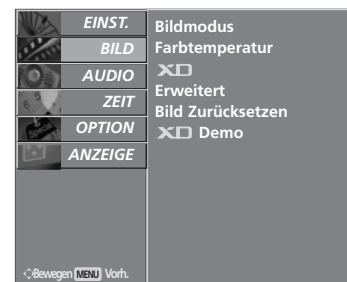 EINST.
BILD
AUDIO
ZEIT
OPTION
ANZEIGE
Bewegen MENU Vorh.
Bildmodus
Farbtemperatur
XD
Erweitert
Bild Zurücksetzen
XD Demo